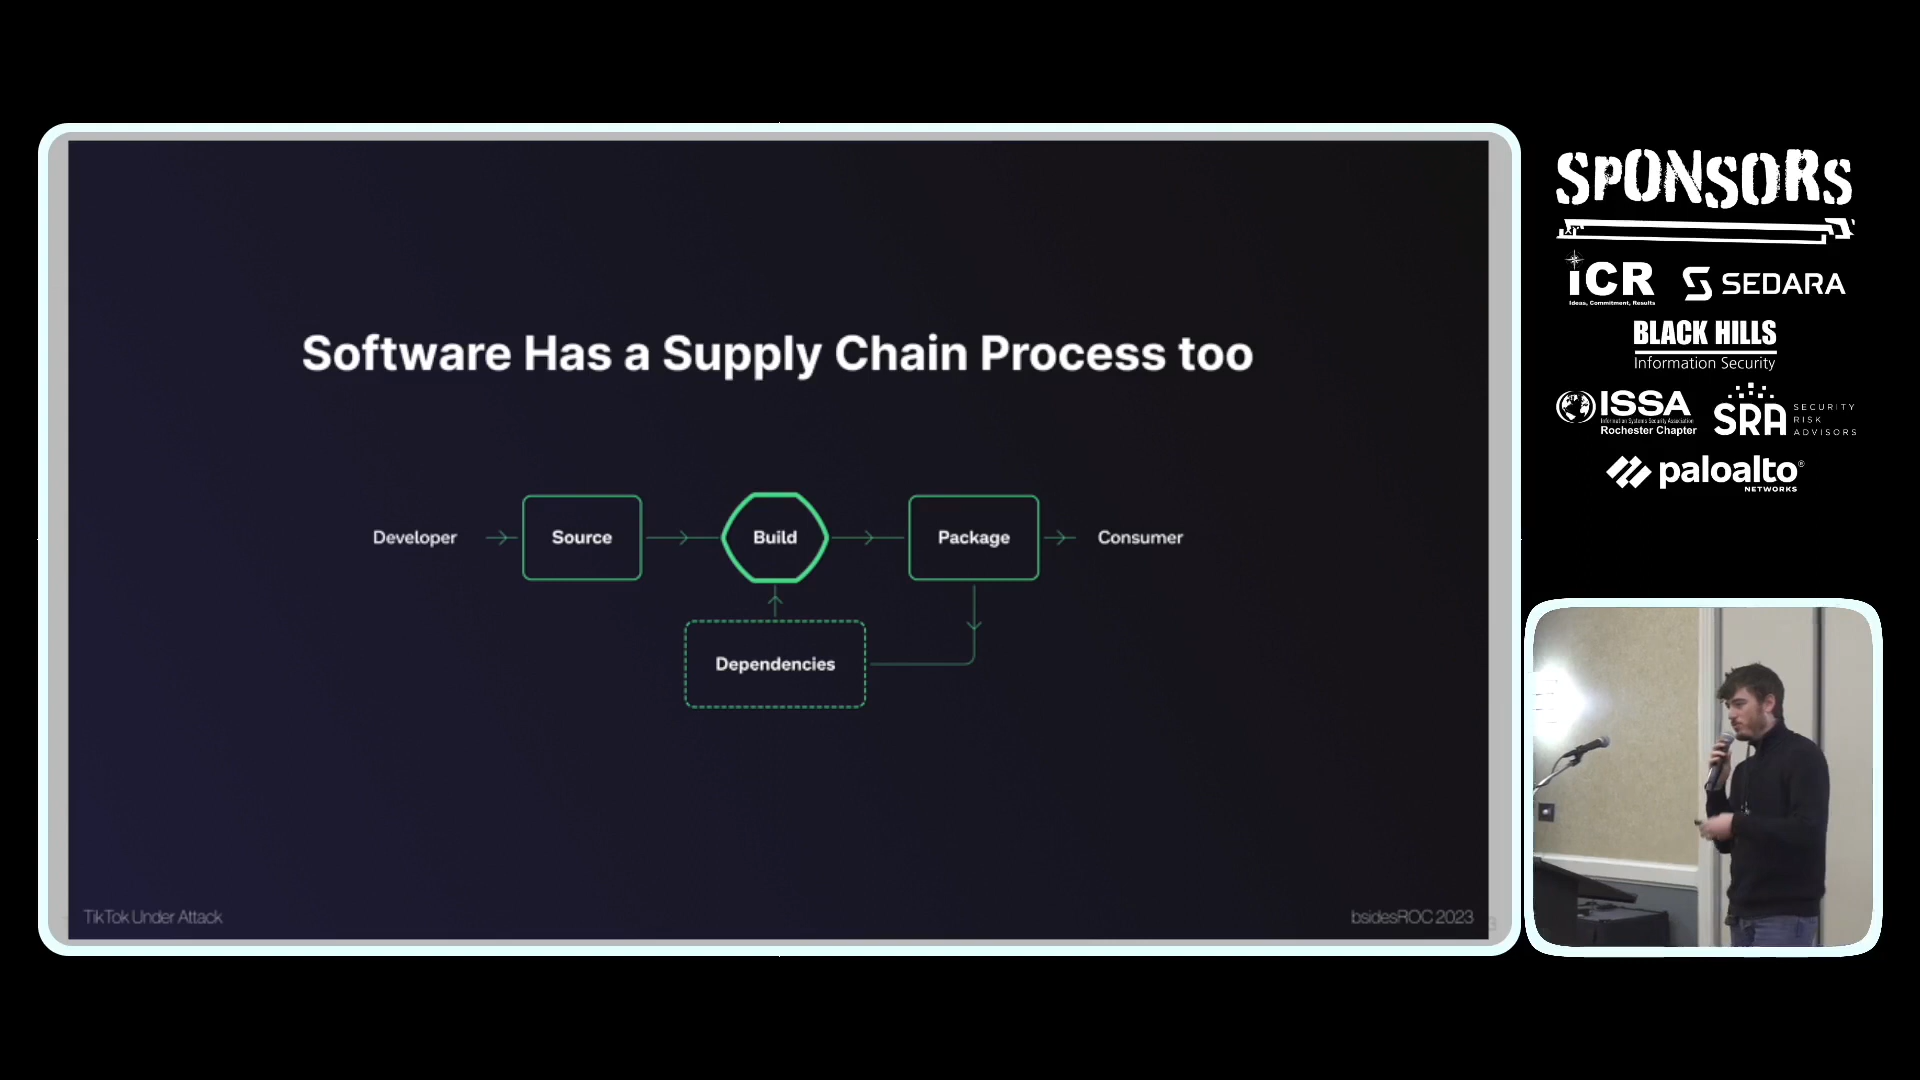 Software Has a Supply Chain Process too
Developer
Source
Build
Package
Consumer
Dependencies
TikTok Under Attack
bsidesROC 2023
SPONSORS
iCR
Ideas, Commitment, Results
SEDARA
BLACK HILLS
Information Security
ISSA
Information Systems Security Association
Rochester Chapter
SRA
SECURITY
RISK
ADVISORS
paloalto®
NETWORKS